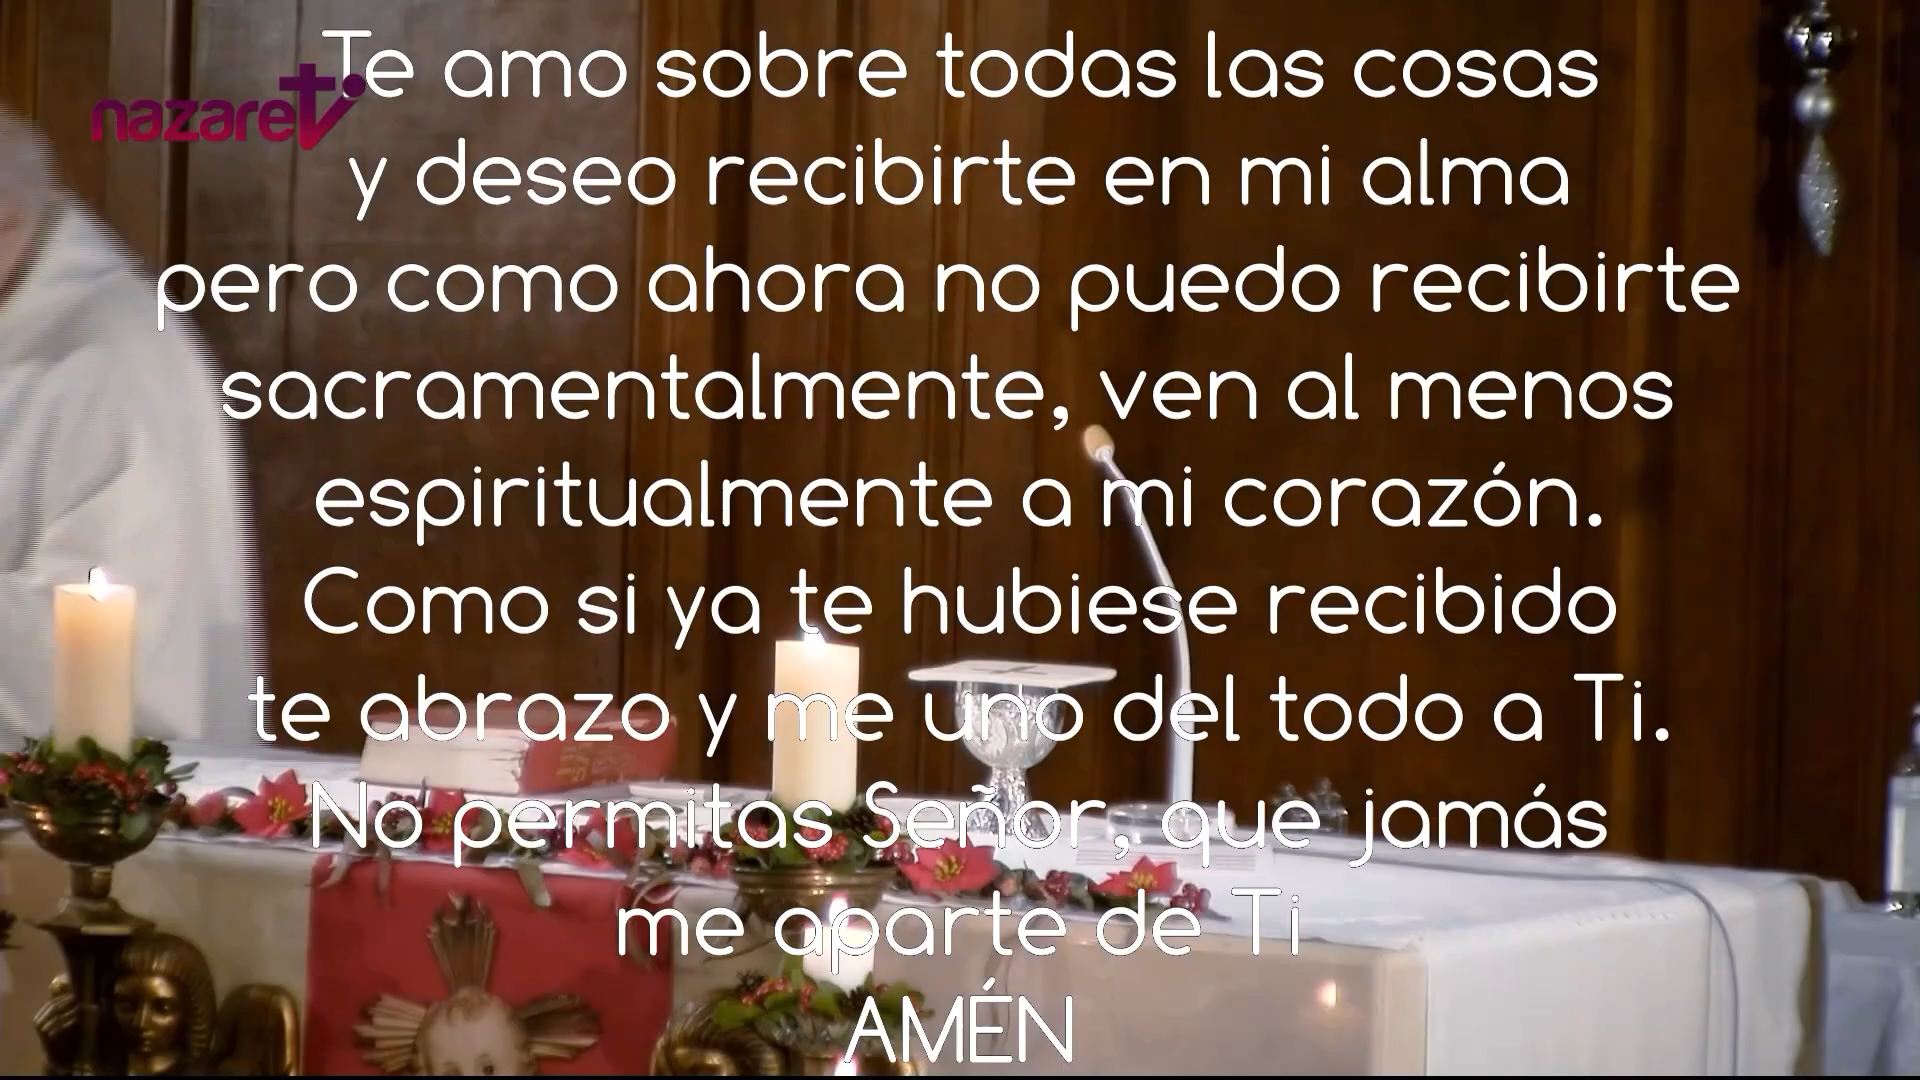 nazareTv
Te amo sobre todas las cosas
y deseo recibirte en mi alma
pero como ahora no puedo recibirte
sacramentalmente, ven al menos
espiritualmente a mi corazón.
Como si ya te hubiese recibido
te abrazo y me uno del todo a Ti.
No permitas Señor, que jamás
me aparte de Ti
AMÉN